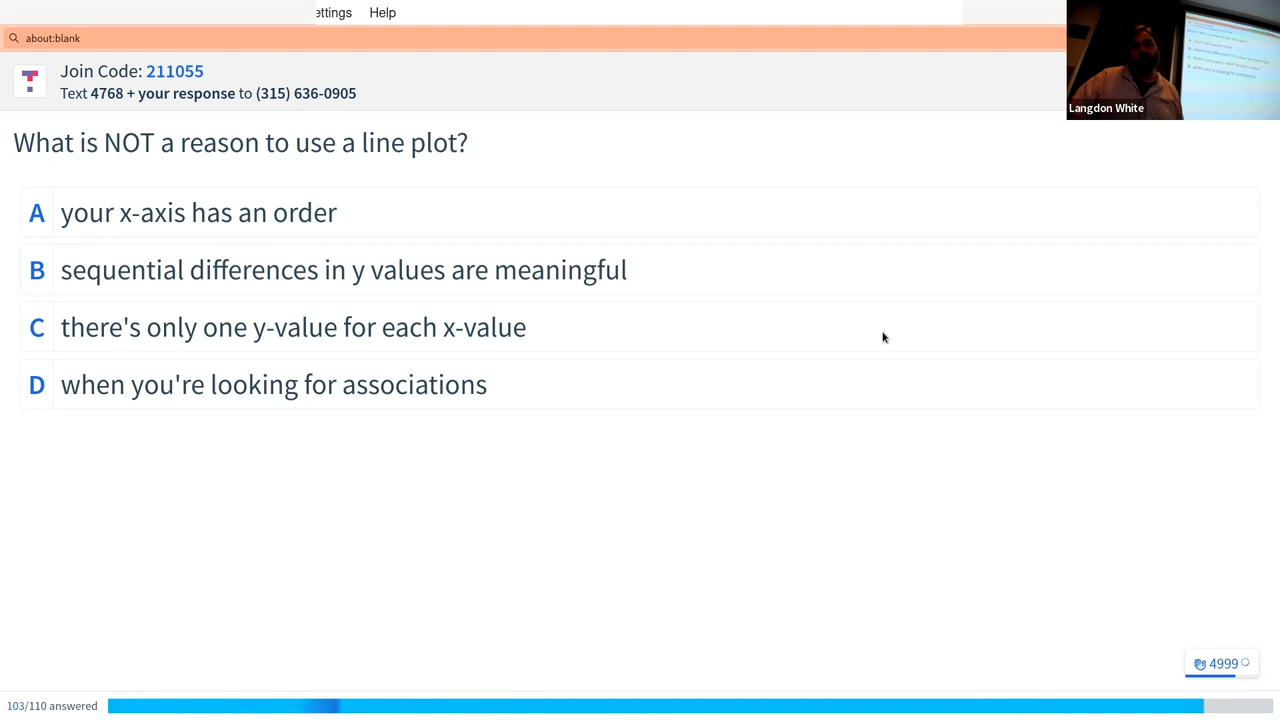 ettings Help
about:blank
Join Code: 211055
Text 4768 + your response to (315) 636-0905
Langdon White
What is NOT a reason to use a line plot?
A your x-axis has an order
B sequential differences in y values are meaningful
C there's only one y-value for each x-value
D when you're looking for associations
4999
103/110 answered